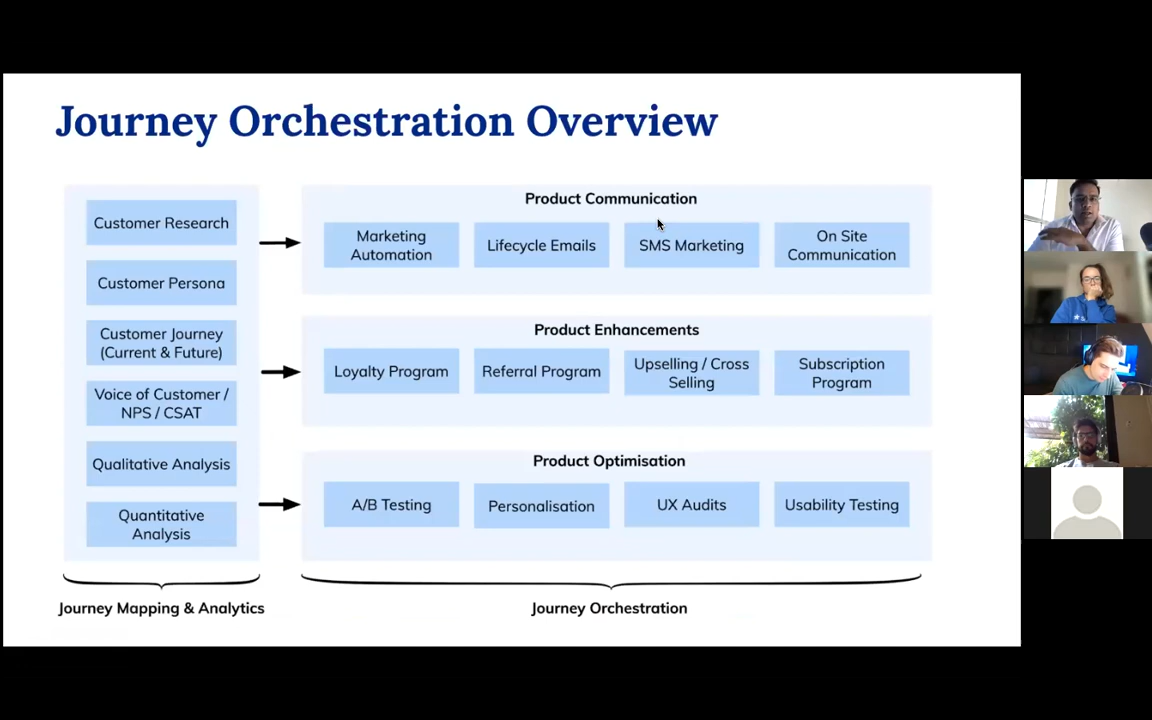 Journey Orchestration Overview
Customer Research
Customer Persona
Customer Journey
(Current & Future)
Voice of Customer /
NPS / CSAT
Qualitative Analysis
Quantitative
Analysis
Journey Mapping & Analytics
Product Communication
Marketing
Automation
Lifecycle Emails
SMS Marketing
On Site
Communication
Product Enhancements
Loyalty Program
Referral Program
Upselling / Cross
Selling
Subscription
Program
Product Optimisation
A/B Testing
Personalisation
UX Audits
Usability Testing
Journey Orchestration